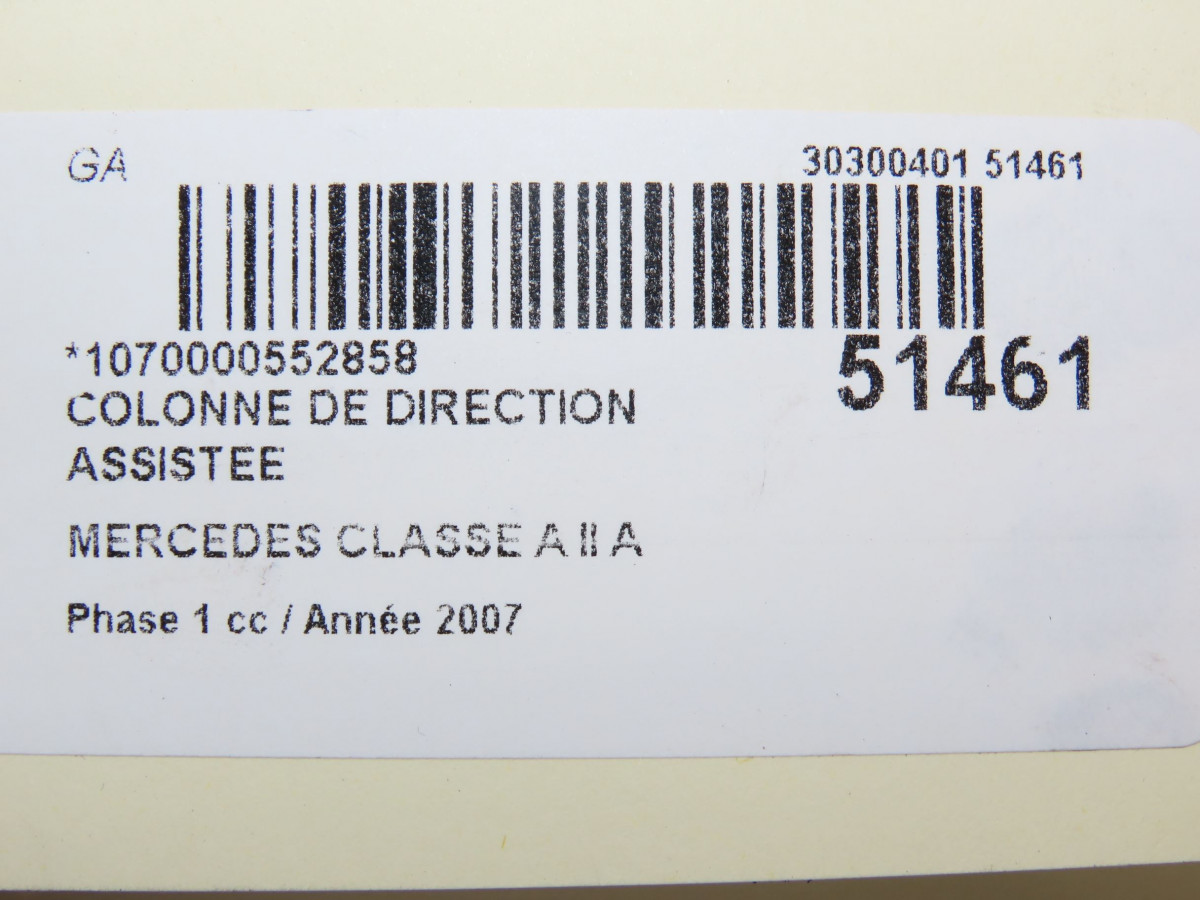 GA
30300401 51461
*1070000552858
51461
COLONNE DE DIRECTION
ASSISTEE
MERCEDES CLASSE A II A
Phase 1 cc / Année 2007